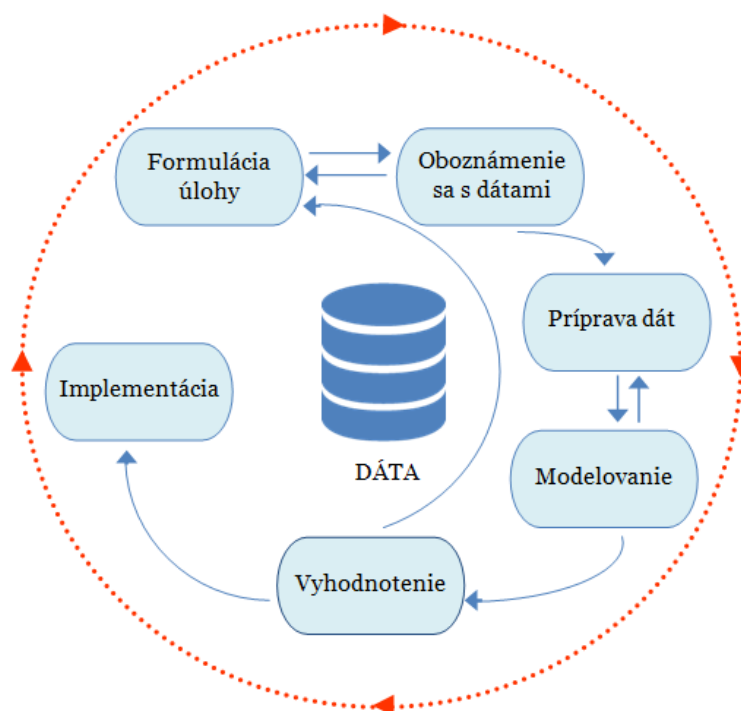 Formulácia
úlohy
Oboznámenie
sa s dátami
Príprava dát
Modelovanie
Vyhodnotenie
Implementácia
DÁTA